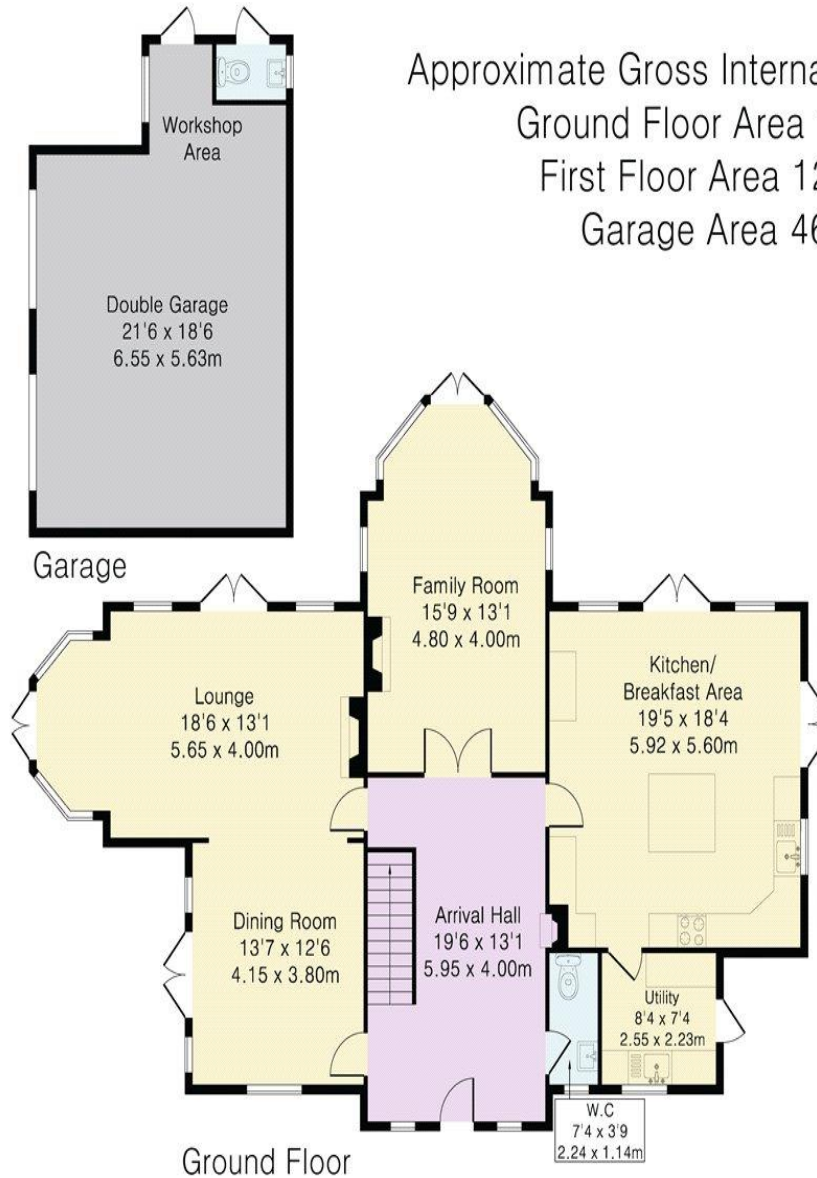 Approximate Gross Interna
Ground Floor Area
First Floor Area 12
Garage Area 46
Workshop
Area
Double Garage
21'6 x 18'6
6.55 x 5.63m
Garage
Family Room
15'9 x 13'1
4.80 x 4.00m
Lounge
18'6 x 13'1
5.65 x 4.00m
Kitchen/
Breakfast Area
19'5 x 18'4
5.92 x 5.60m
Dining Room
13'7 x 12'6
4.15 x 3.80m
Arrival Hall
19'6 x 13'1
5.95 x 4.00m
Utility
8'4 x 7'4
2.55 x 2.23m
W.C
7'4 x 3'9
2.24 x 1.14m
Ground Floor